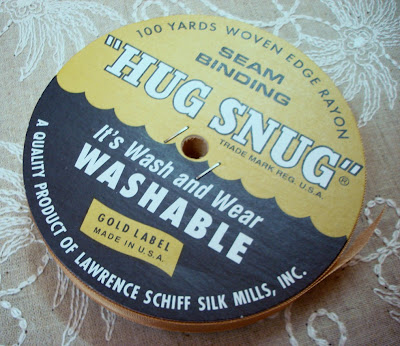 100 YARDS WOVEN EDGE RAYON
SEAM
BINDING
"HUG SNUG"®
TRADE MARK REG. U.S.A.
It's Wash and Wear
WASHABLE
GOLD LABEL
MADE IN U.S.A.
A QUALITY PRODUCT OF LAWRENCE SCHIFF SILK MILLS, INC.